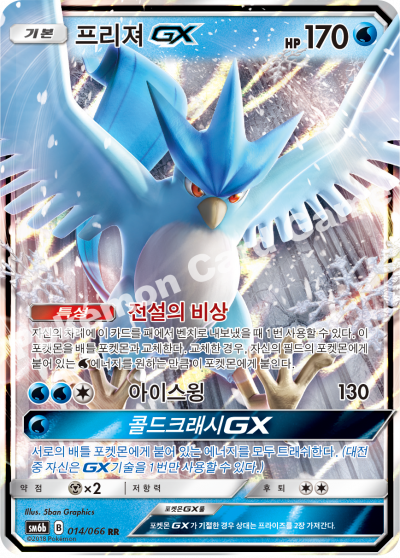 기본 프리져 GX HP 170
특성 전설의 비상
자신의 차례에 이 카드를 패에서 벤치로 내보냈을 때 1번 사용할 수 있다. 이
포켓몬을 배틀 포켓몬과 교체한다. 교체한 경우, 자신의 필드의 포켓몬에게
붙어 있는 에너지를 원하는 만큼 이 포켓몬에게 붙인다.
아이스윙 130
콜드크래시 GX
서로의 배틀 포켓몬에게 붙어 있는 에너지를 모두 트래쉬한다. (대전
중 자신은 GX기술을 1번만 사용할 수 있다.)
약점 ×2 저항력 후퇴
Illus. 5ban Graphics
포켓몬GX룰
sm6b B 014/066 RR
포켓몬GX가 기절한 경우 상대는 프라이즈를 2장 가져간다.
©2018 Pokémon
Pokemon Card Game